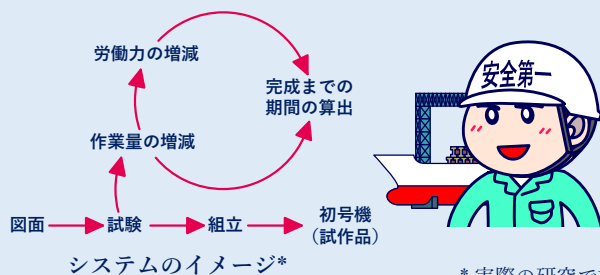 労働力の増減
完成までの
期間の算出
作業量の増減
図面
試験
組立
初号機
（試作品）
システムのイメージ*
安全第一
* 実際の研究で